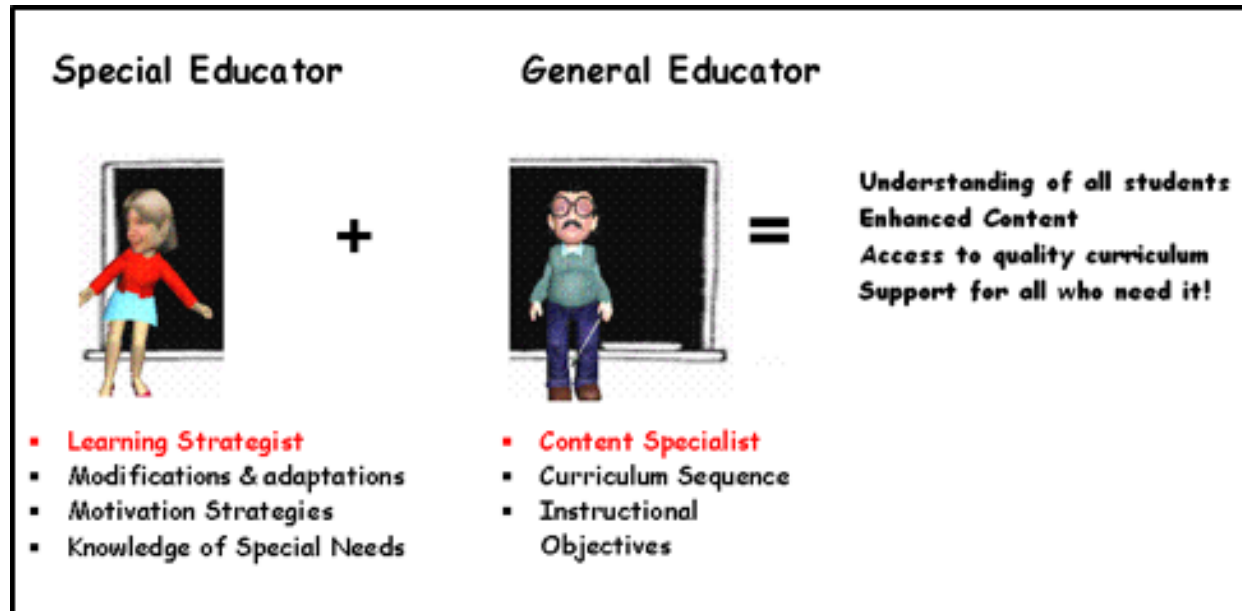 Special Educator
General Educator
+
=
Understanding of all students
Enhanced Content
Access to quality curriculum
Support for all who need it!
▪ Learning Strategist
▪ Modifications & adaptations
▪ Motivation Strategies
▪ Knowledge of Special Needs
▪ Content Specialist
▪ Curriculum Sequence
▪ Instructional
Objectives